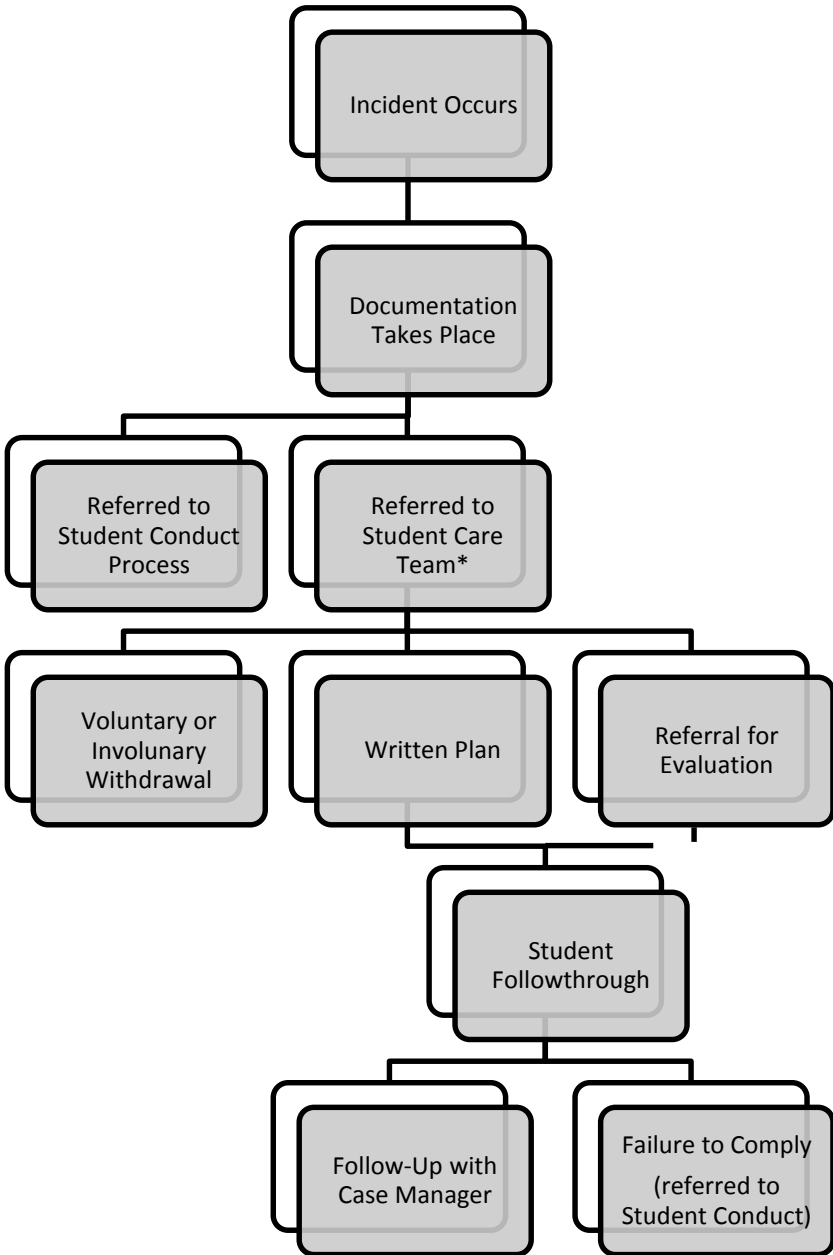 Incident Occurs
Documentation
Takes Place
Referred to
Student Conduct
Process
Referred to
Student Care
Team*
Voluntary or
Involunary
Withdrawal
Written Plan
Referral for
Evaluation
Student
Followthrough
Follow-Up with
Case Manager
Failure to Comply
(referred to
Student Conduct)